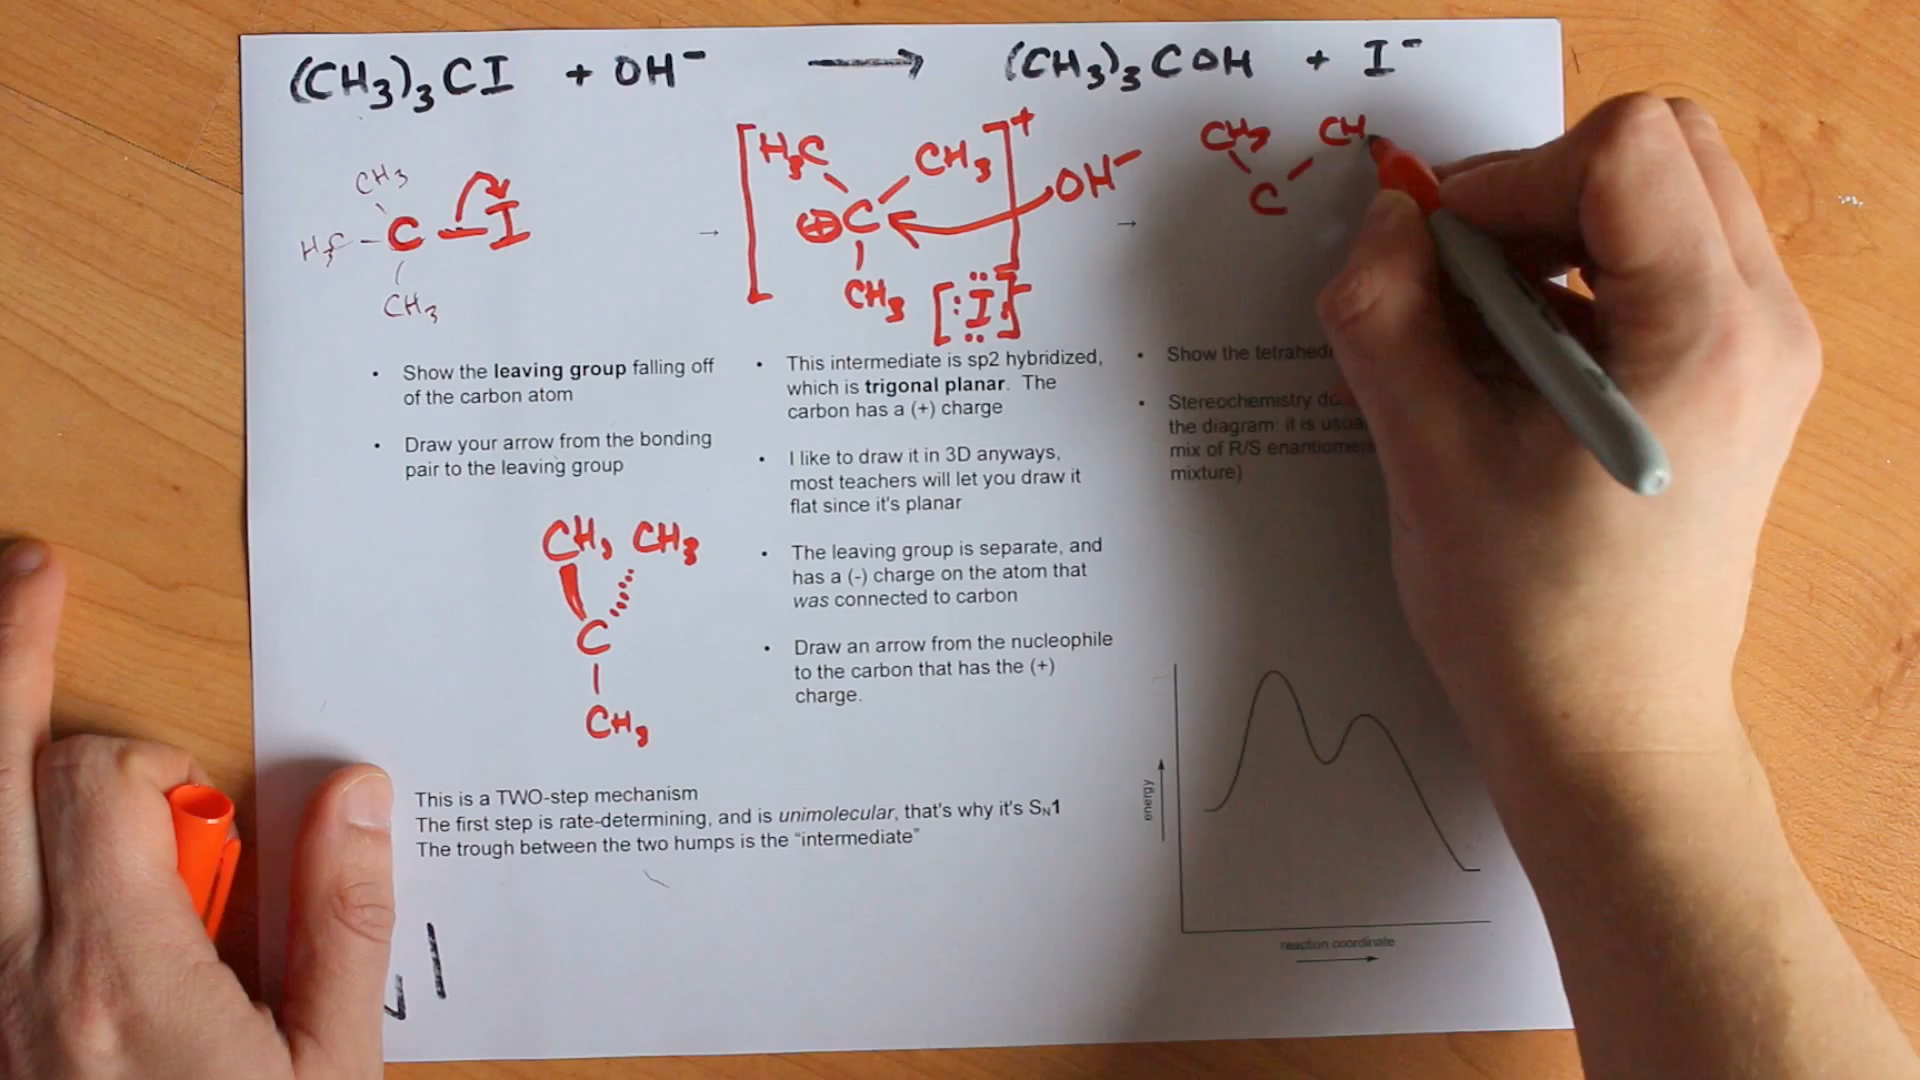 (CH3)3CI + OH⁻ → (CH3)3COH + I⁻
CH3
H3C - C - I
CH3
→
[H3C CH3]+
⊕C
CH3
OH⁻
[:I:]⁻
→
CH3 CH
C
• Show the leaving group falling off
of the carbon atom
• Draw your arrow from the bonding
pair to the leaving group
CH3 CH3
C
CH3
• This intermediate is sp2 hybridized,
which is trigonal planar. The
carbon has a (+) charge
• I like to draw it in 3D anyways,
most teachers will let you draw it
flat since it's planar
• The leaving group is separate, and
has a (-) charge on the atom that
was connected to carbon
• Draw an arrow from the nucleophile
to the carbon that has the (+)
charge.
• Show the
• Stereochemistry
the diagram: it is
mix of R/S
mixture)
energy
reaction coordinate
This is a TWO-step mechanism
The first step is rate-determining, and is unimolecular, that's why it's SN1
The trough between the two humps is the "intermediate"